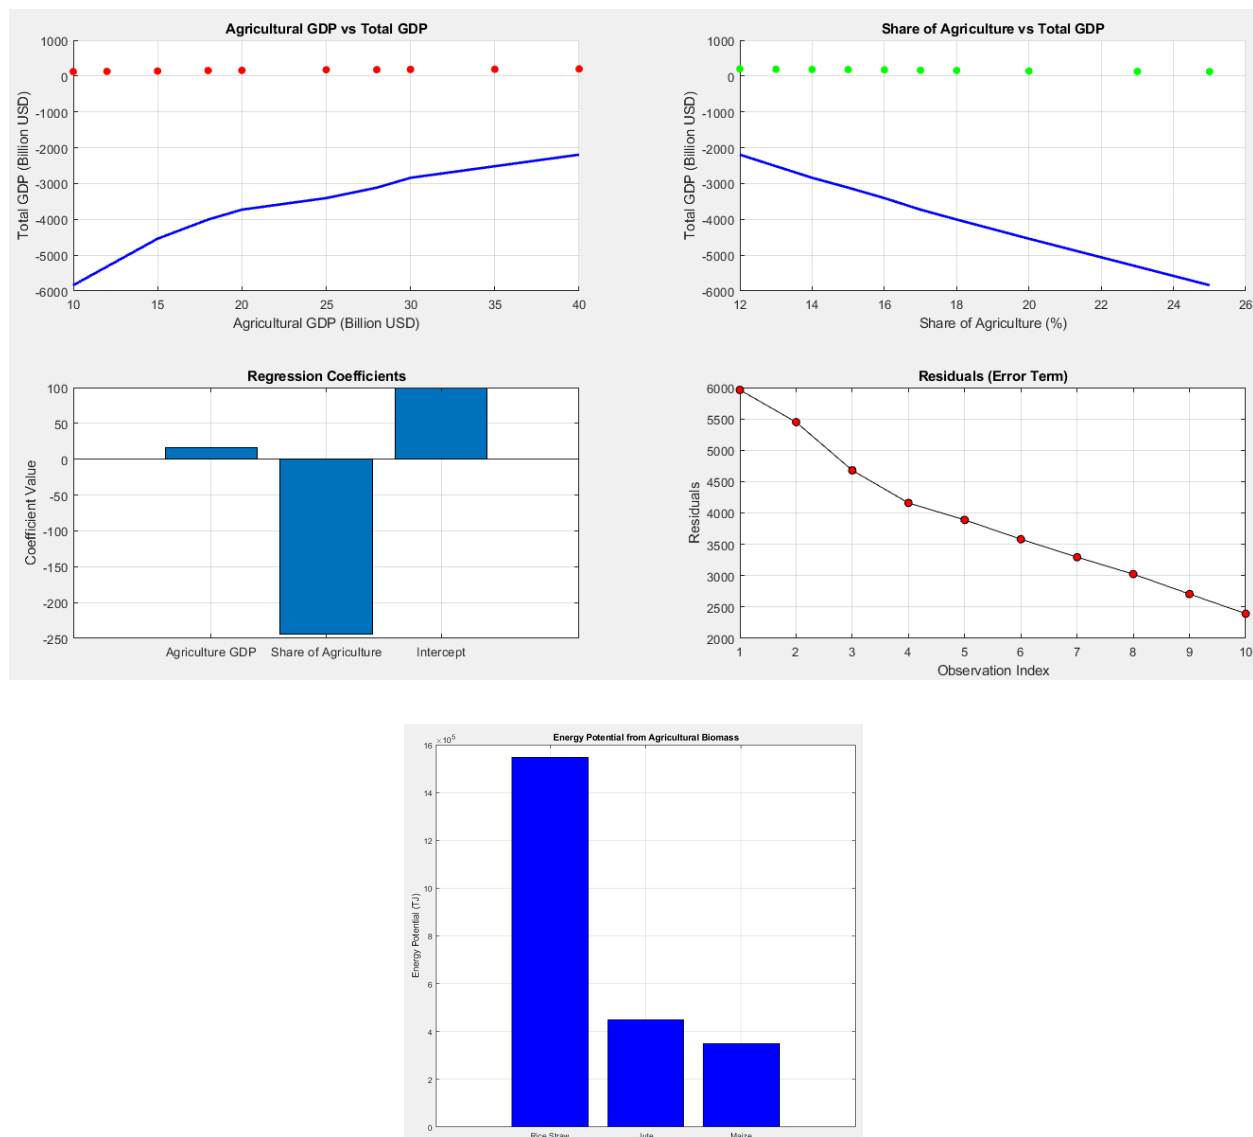 Agricultural GDP vs Total GDP
1000
0
-1000
-2000
-3000
-4000
-5000
-6000
Total GDP (Billion USD)
10 15 20 25 30 35 40
Agricultural GDP (Billion USD)
Share of Agriculture vs Total GDP
1000
0
-1000
-2000
-3000
-4000
-5000
-6000
Total GDP (Billion USD)
12 14 16 18 20 22 24 26
Share of Agriculture (%)
Regression Coefficients
100
50
0
-50
-100
-150
-200
-250
Coefficient Value
Agriculture GDP Share of Agriculture Intercept
Residuals (Error Term)
6000
5500
5000
4500
4000
3500
3000
2500
2000
Residuals
1 2 3 4 5 6 7 8 9 10
Observation Index
Energy Potential from Agricultural Biomass
×10⁵
16
14
12
10
8
6
4
2
0
Energy Potential (TJ)
Rice Straw Jute Maize